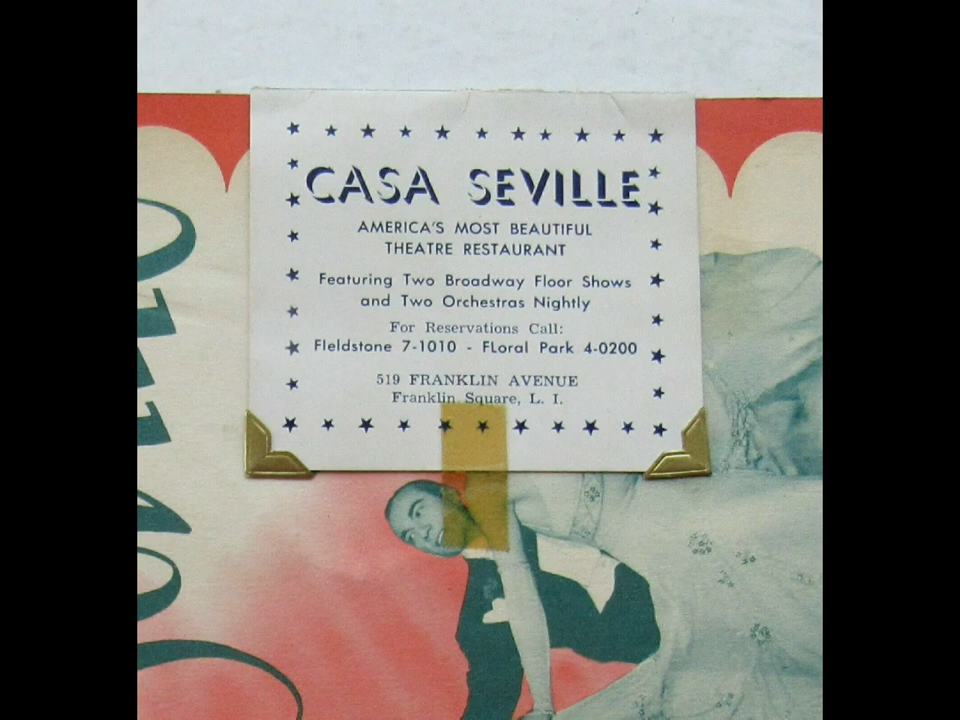 CASA SEVILLE
AMERICA'S MOST BEAUTIFUL
THEATRE RESTAURANT
Featuring Two Broadway Floor Shows
and Two Orchestras Nightly
For Reservations Call:
FIeldstone 7-1010 - FLoral Park 4-0200
519 FRANKLIN AVENUE
Franklin Square, L. I.